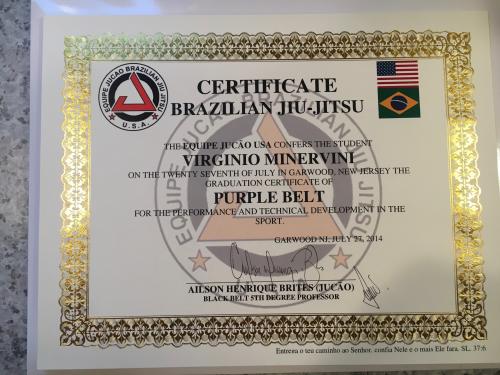 EQUIPE JUCAO BRAZILIAN JIU JITSU
U.S.A.
CERTIFICATE
BRAZILIAN JIU-JITSU
THE EQUIPE JUCÃO USA CONFERS THE STUDENT
VIRGINIO MINERVINI
ON THE TWENTY SEVENTH OF JULY IN GARWOOD, NEW JERSEY THE
GRADUATION CERTIFICATE OF
PURPLE BELT
FOR THE PERFORMANCE AND TECHNICAL DEVELOPMENT IN THE
SPORT.
GARWOOD NJ, JULY 27, 2014
AILSON HENRIQUE BRITES (JUCÃO)
BLACK BELT 5TH DEGREE PROFESSOR
Entrega o teu caminho ao Senhor, confia Nele e o mais Ele fara. SL. 37:6